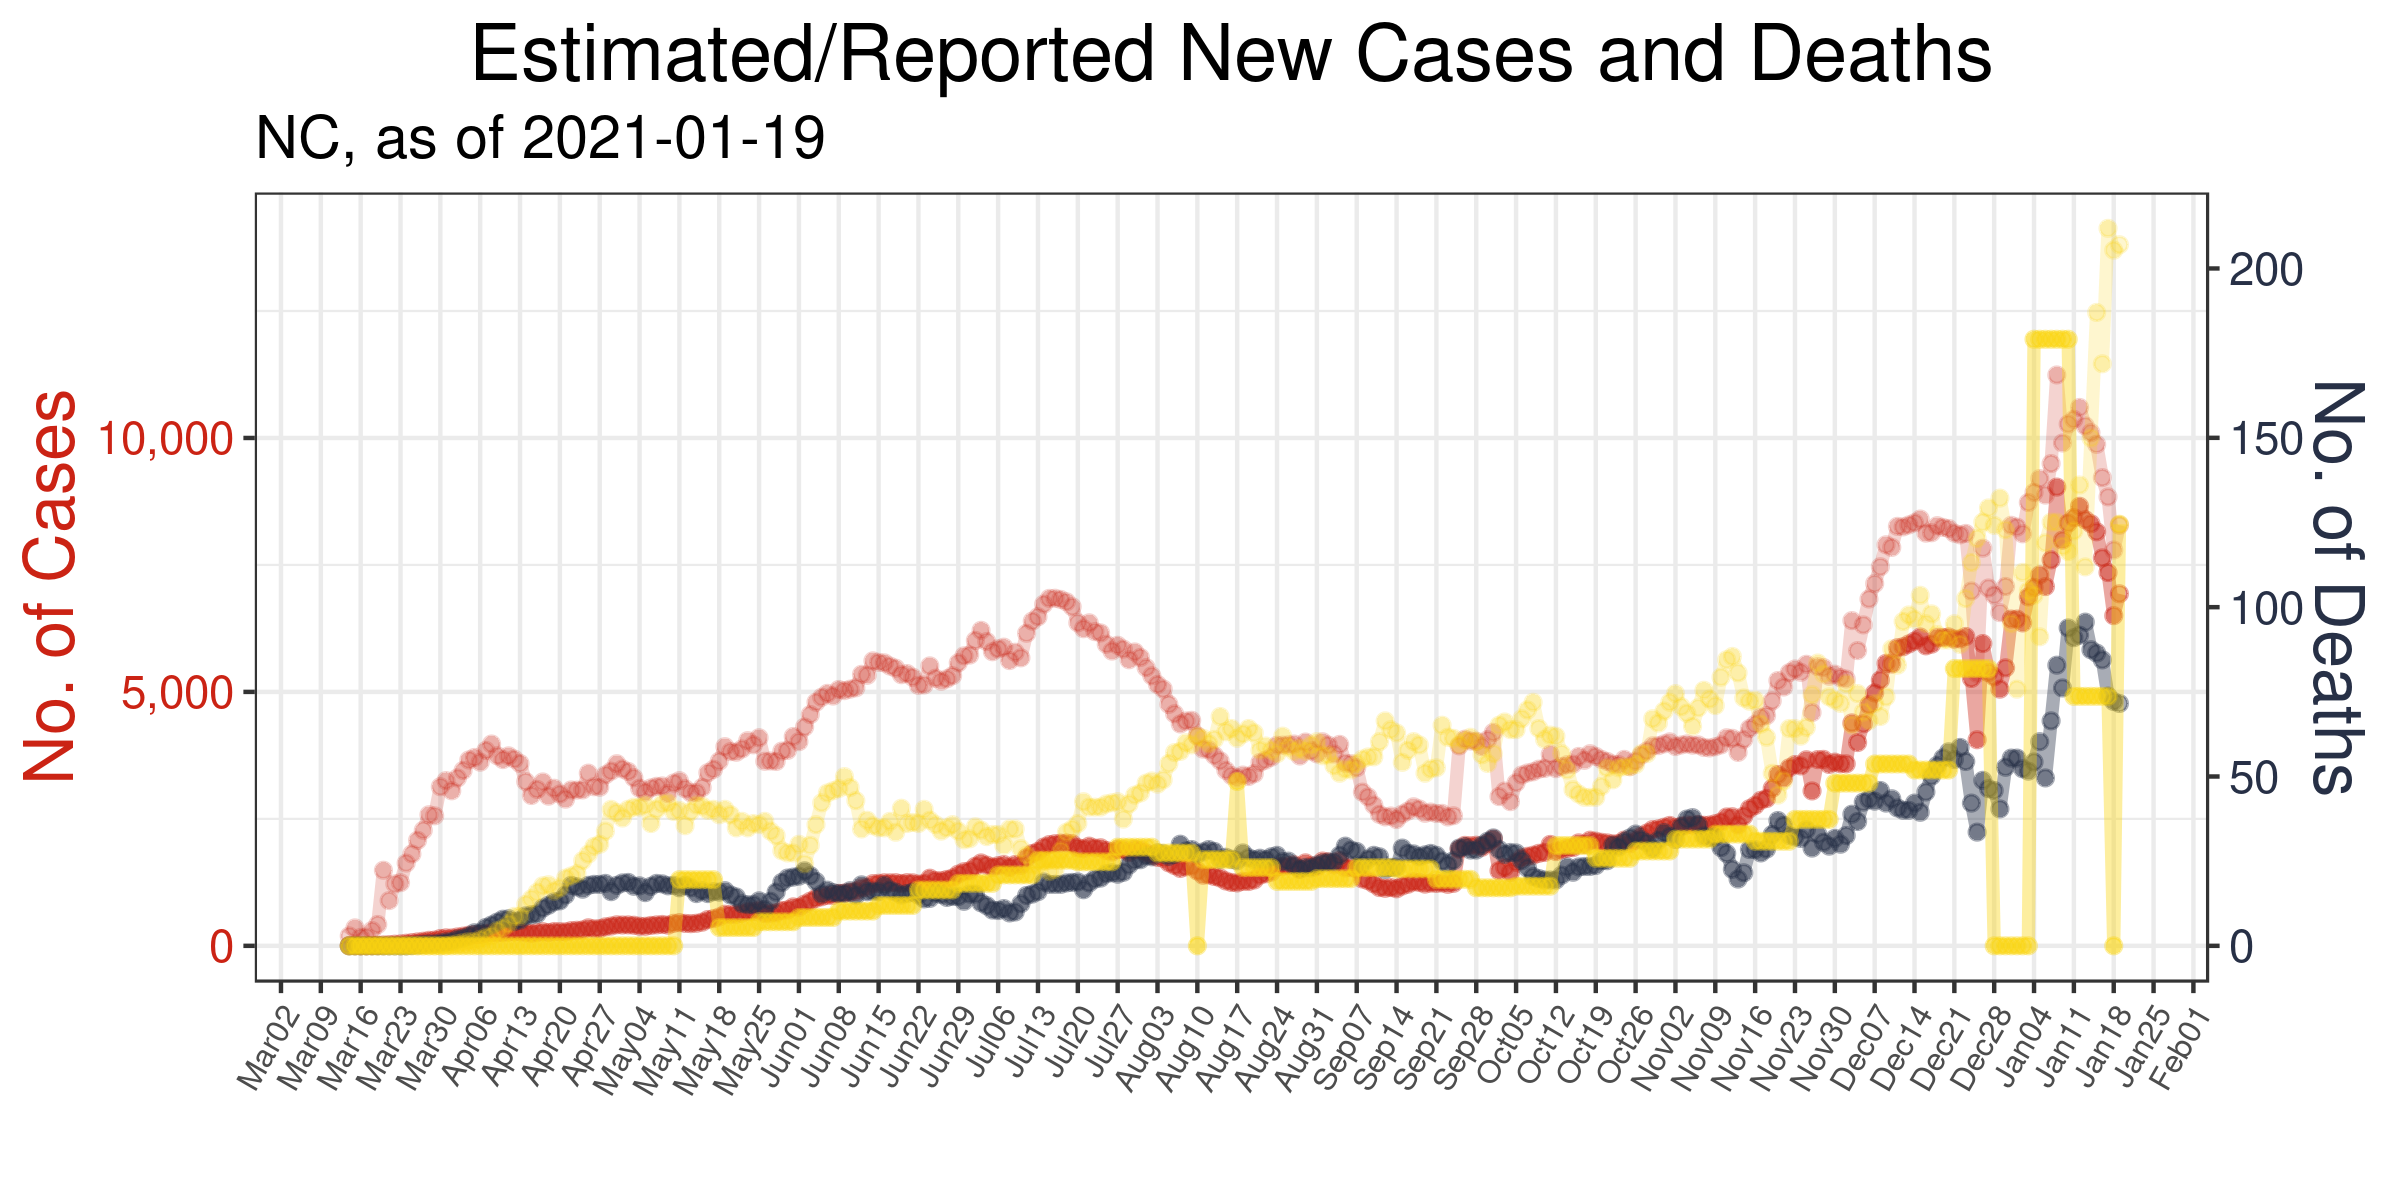 Estimated/Reported New Cases and Deaths
NC, as of 2021-01-19
No. of Cases
10,000
5,000
0
200
150
100
50
0
No. of Deaths
Mar02
Mar09
Mar16
Mar23
Mar30
Apr06
Apr13
Apr20
Apr27
May04
May11
May18
May25
Jun01
Jun08
Jun15
Jun22
Jun29
Jul06
Jul13
Jul20
Jul27
Aug03
Aug10
Aug17
Aug24
Aug31
Sep07
Sep14
Sep21
Sep28
Oct05
Oct12
Oct19
Oct26
Nov02
Nov09
Nov16
Nov23
Nov30
Dec07
Dec14
Dec21
Dec28
Jan04
Jan11
Jan18
Jan25
Feb01